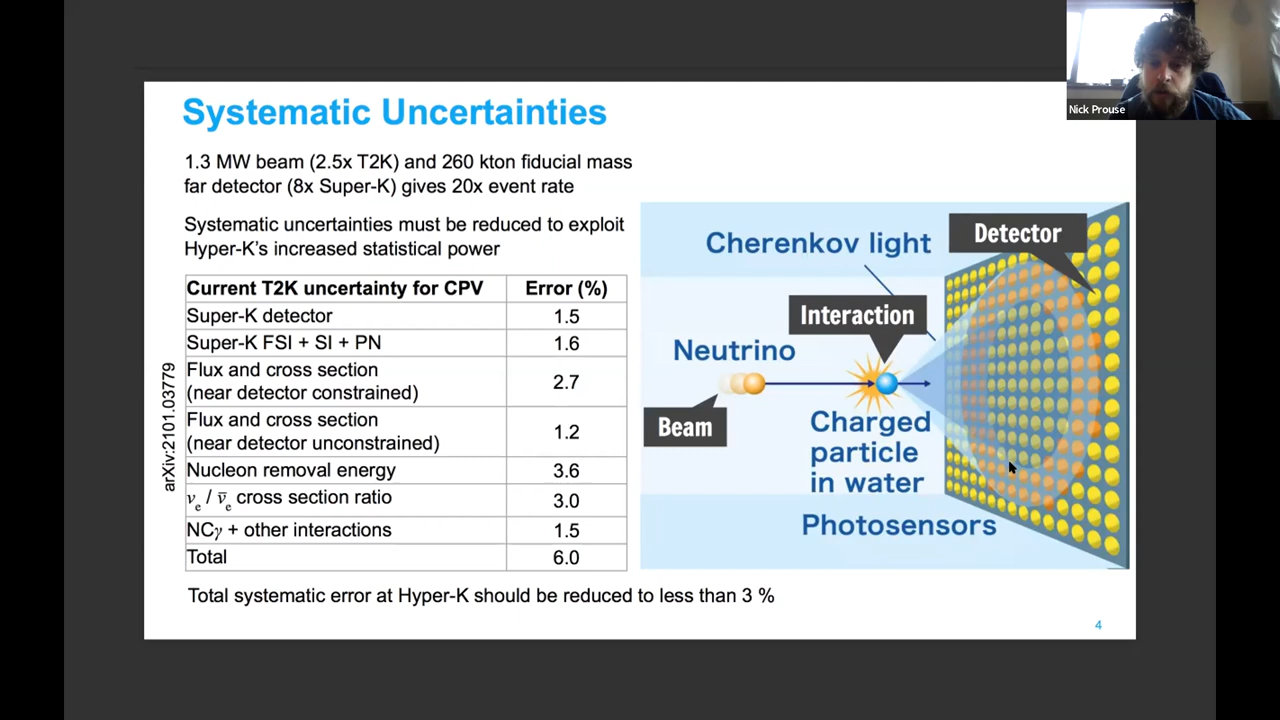 Nick Prouse
Systematic Uncertainties
1.3 MW beam (2.5x T2K) and 260 kton fiducial mass
far detector (8x Super-K) gives 20x event rate
Systematic uncertainties must be reduced to exploit
Hyper-K's increased statistical power
arXiv:2101.03779
Current T2K uncertainty for CPV Error (%)
Super-K detector 1.5
Super-K FSI + SI + PN 1.6
Flux and cross section
(near detector constrained) 2.7
Flux and cross section
(near detector unconstrained) 1.2
Nucleon removal energy 3.6
νe / ν̄e cross section ratio 3.0
NCγ + other interactions 1.5
Total 6.0
Cherenkov light
Detector
Interaction
Neutrino
Beam
Charged
particle
in water
Photosensors
Total systematic error at Hyper-K should be reduced to less than 3 %
4